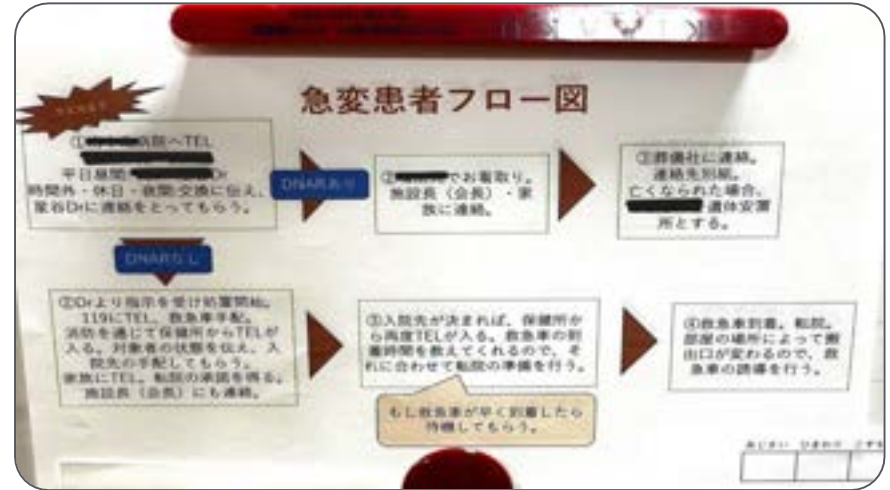 急変患者フロー図
①病院へTEL
平日昼間: Dr
時間外・休日・夜間:交換に伝え、
星谷Drに連絡をとってもらう。
DNARあり
②でお看取り。
施設長(会長)・家
族に連絡。
③葬儀社に連絡。
連絡先別紙。
亡くなられた場合、
遺体安置
所とする。
DNARなし
②Drより指示を受け処置開始。
119にTEL、救急車手配。
消防を通じて保健所からTELが
入る。対象者の状態を伝え、入
院先の手配してもらう。
家族にTEL、転院の承諾を得る。
施設長(会長)にも連絡。
③入院先が決まれば、保健所か
ら再度TELが入る。救急車の到
着時間を教えてくれるので、そ
れに合わせて転院の準備を行う。
もし救急車が早く到着したら
待機してもらう。
④救急車到着。転院。
部屋の場所によって搬
出口が変わるので、救
急車の誘導を行う。
あじさい ひまわり